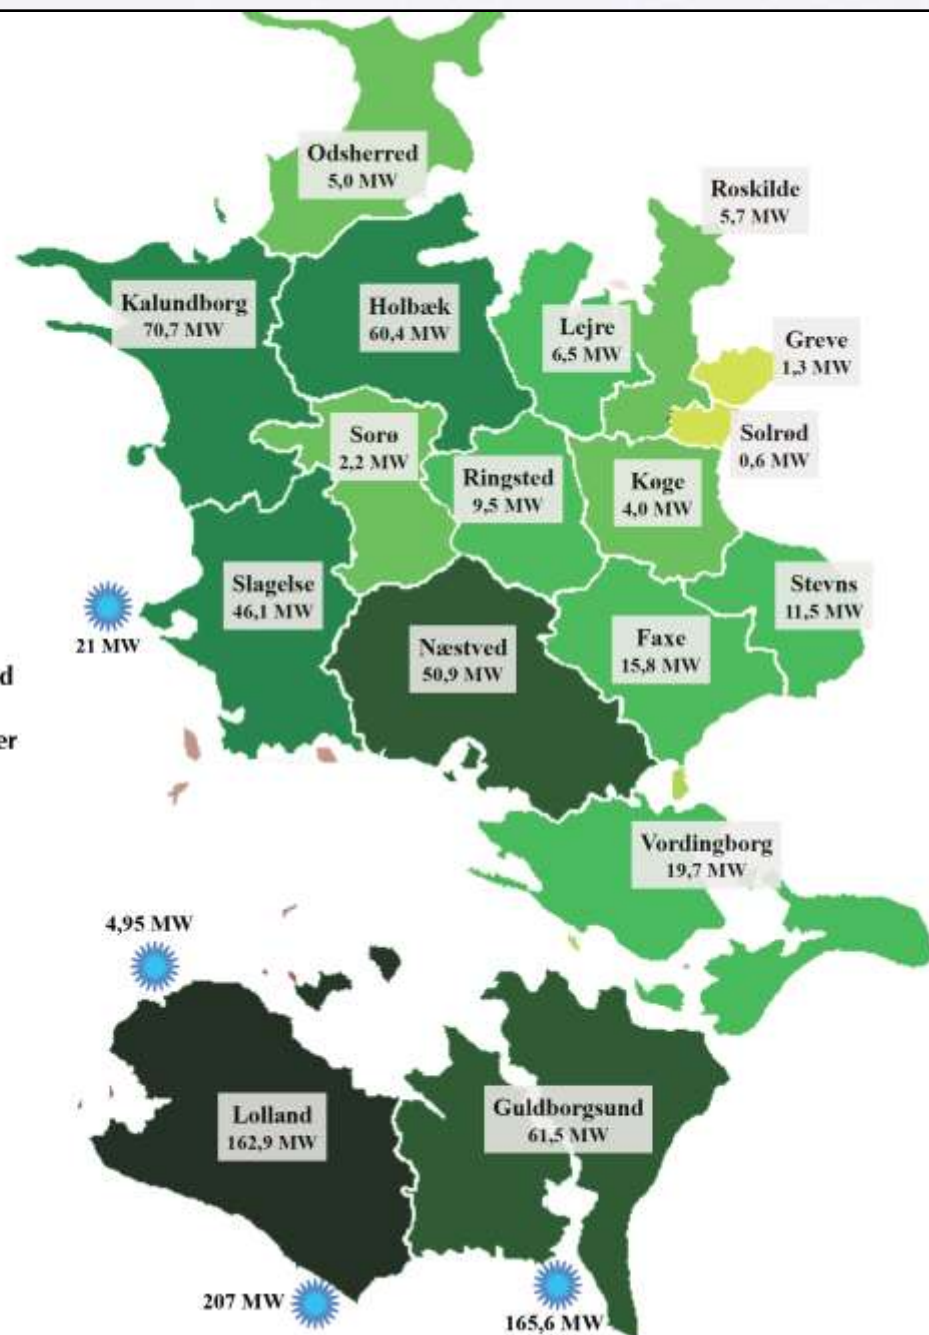 Odsherred
5,0 MW
Roskilde
5,7 MW
Kalundborg
70,7 MW
Holbæk
60,4 MW
Lejre
6,5 MW
Greve
1,3 MW
Sorø
2,2 MW
Solrød
0,6 MW
Ringsted
9,5 MW
Køge
4,0 MW
Slagelse
46,1 MW
Stevns
11,5 MW
21 MW
Næstved
50,9 MW
Faxe
15,8 MW
d
er
Vordingborg
19,7 MW
4,95 MW
Lolland
162,9 MW
Guldborgsund
61,5 MW
207 MW
165,6 MW